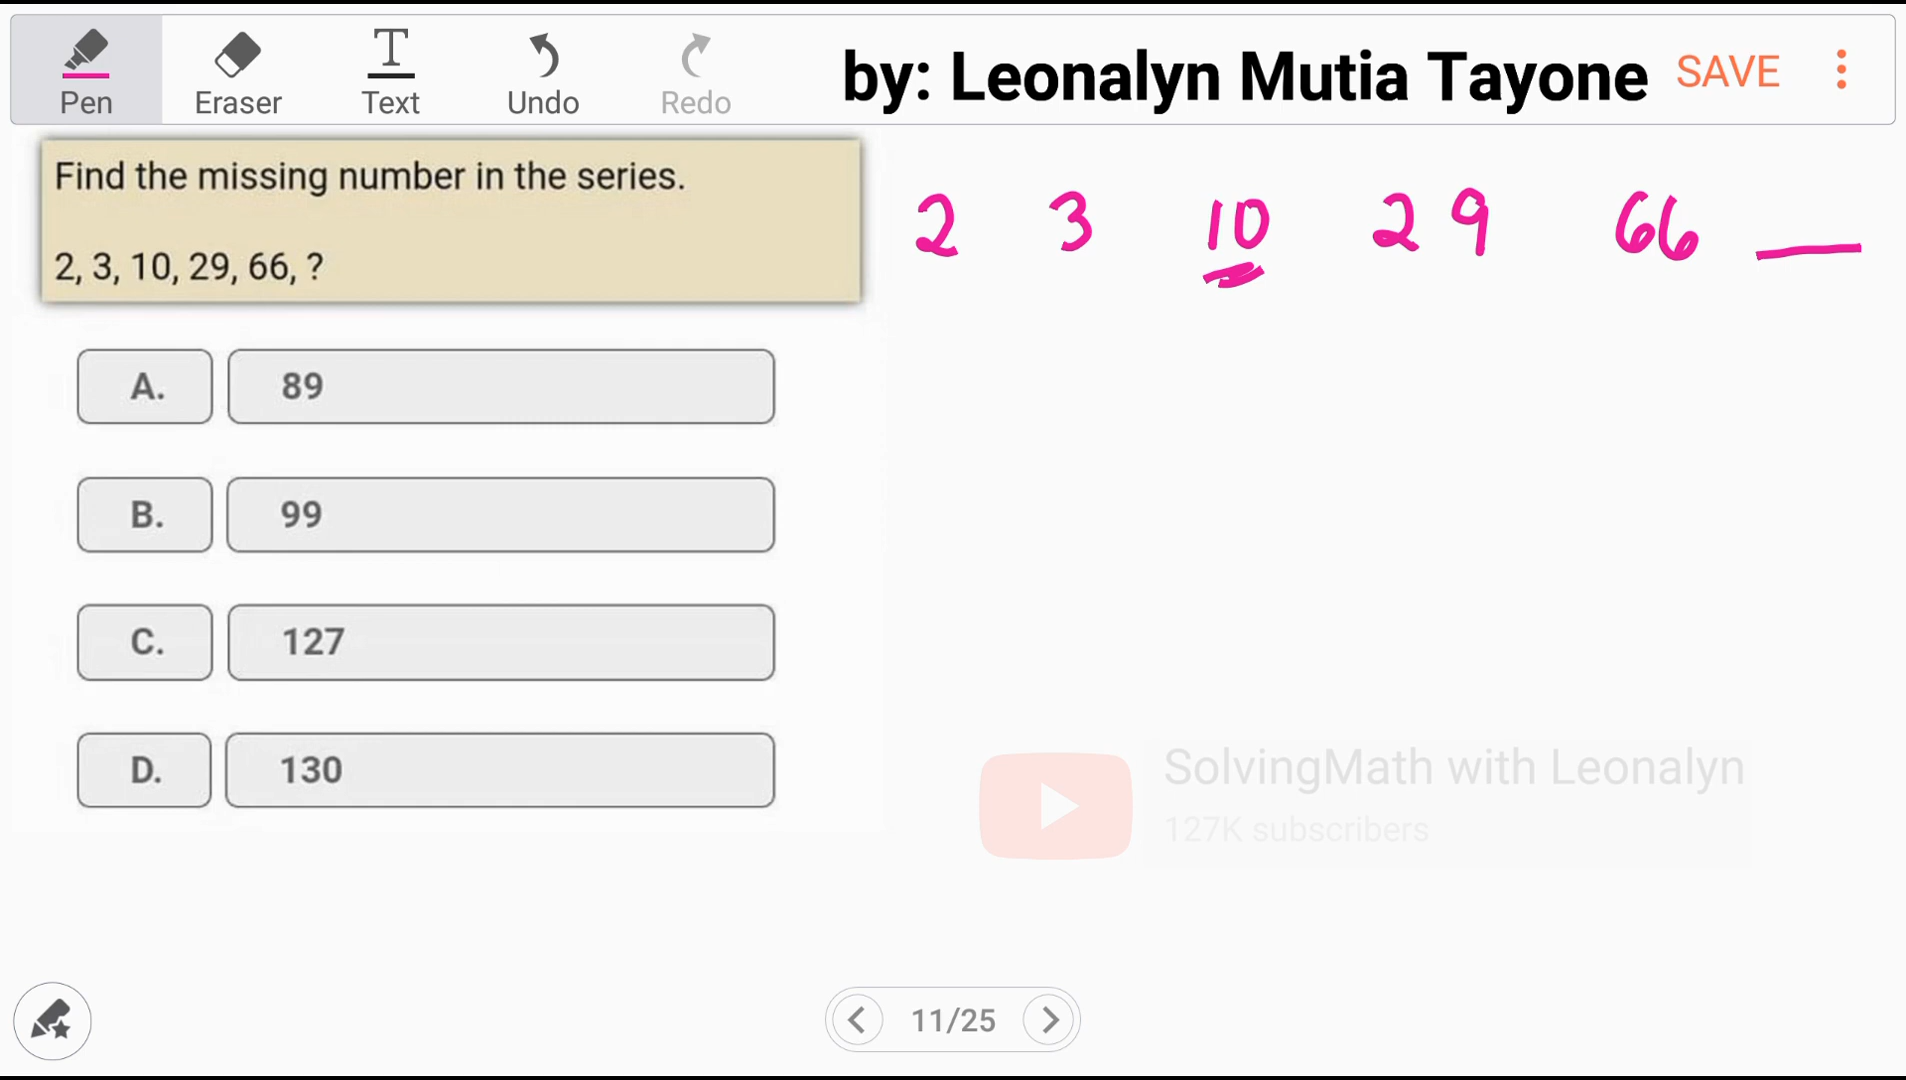 Pen
Eraser
Text
Undo
Redo
by: Leonalyn Mutia Tayone
SAVE
Find the missing number in the series.
2, 3, 10, 29, 66, ?
2 3 10 29 66 __
A. 89
B. 99
C. 127
D. 130
SolvingMath with Leonalyn
127K subscribers
11/25